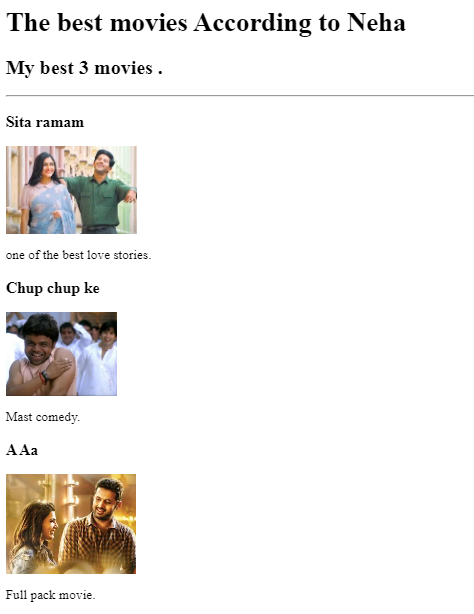 The best movies According to Neha
My best 3 movies .
Sita ramam
one of the best love stories.
Chup chup ke
Mast comedy.
A Aa
Full pack movie.